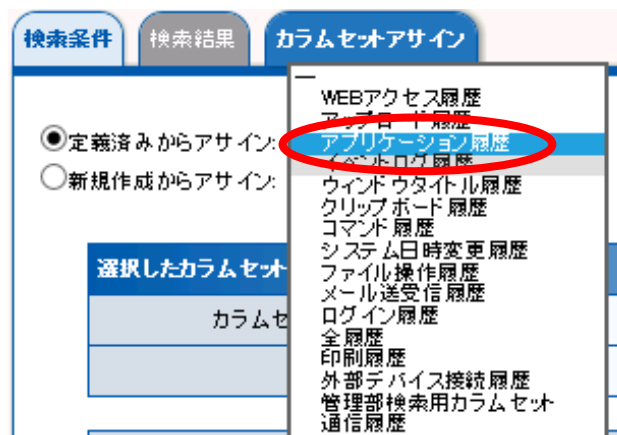 検索条件 検索結果 カラムセットアサイン
定義済みからアサイン:
新規作成からアサイン:
WEBアクセス履歴
アップロード履歴
アプリケーション履歴
イベントログ履歴
ウィンドウタイトル履歴
クリップボード履歴
コマンド履歴
システム日時変更履歴
ファイル操作履歴
メール送受信履歴
ログイン履歴
全履歴
印刷履歴
外部デバイス接続履歴
管理部検索用カラムセット
通信履歴
選択したカラムセット
カラムセ